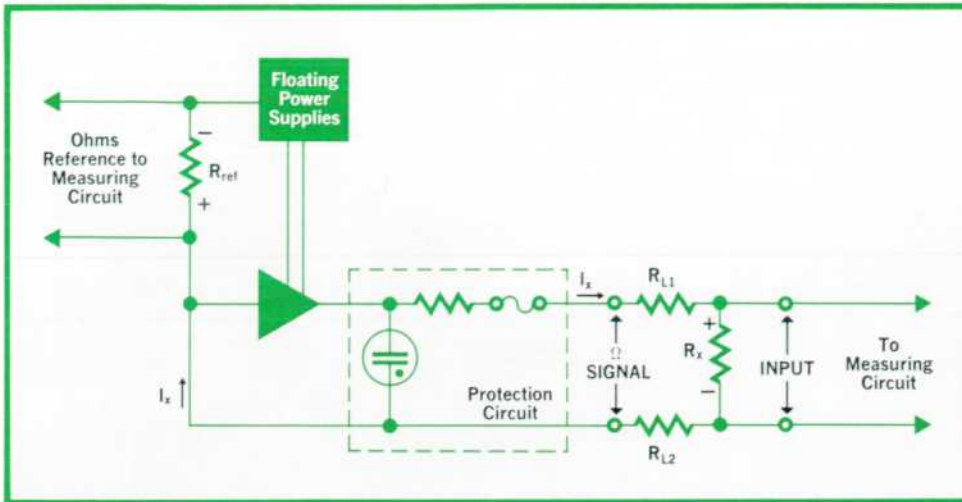 Floating
Power
Supplies
Ohms
Reference to
Measuring
Circuit
−
R_ref
+
I_x
I_x
R_L1
Ω
SIGNAL
+
R_x
−
INPUT
To
Measuring
Circuit
Protection
Circuit
R_L2